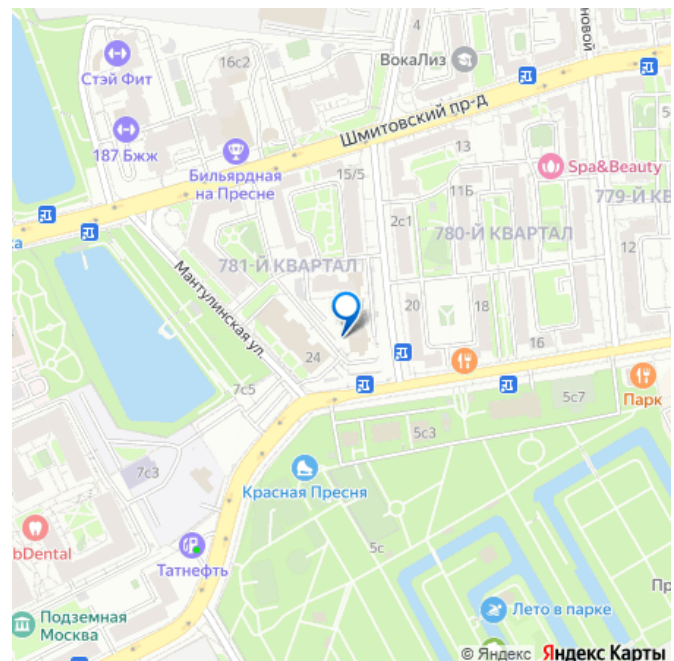 16с2
4
новой
ВокаЛиз
Стэй Фит
Шмитовский пр-д
187 Бжж
Бильярдная
на Пресне
15/5
13
Spa&Beauty
11Б
779-Й КВ
2с1
780-Й КВАРТАЛ
12
781-Й КВАРТАЛ
Мантулинская ул.
20
18
16
24
7с5
5с7
Парк
5с3
7с3
Красная Пресня
bDental
5с
Татнефть
Лето в парке
Пр
Подземная
Москва
© Яндекс Яндекс Карты